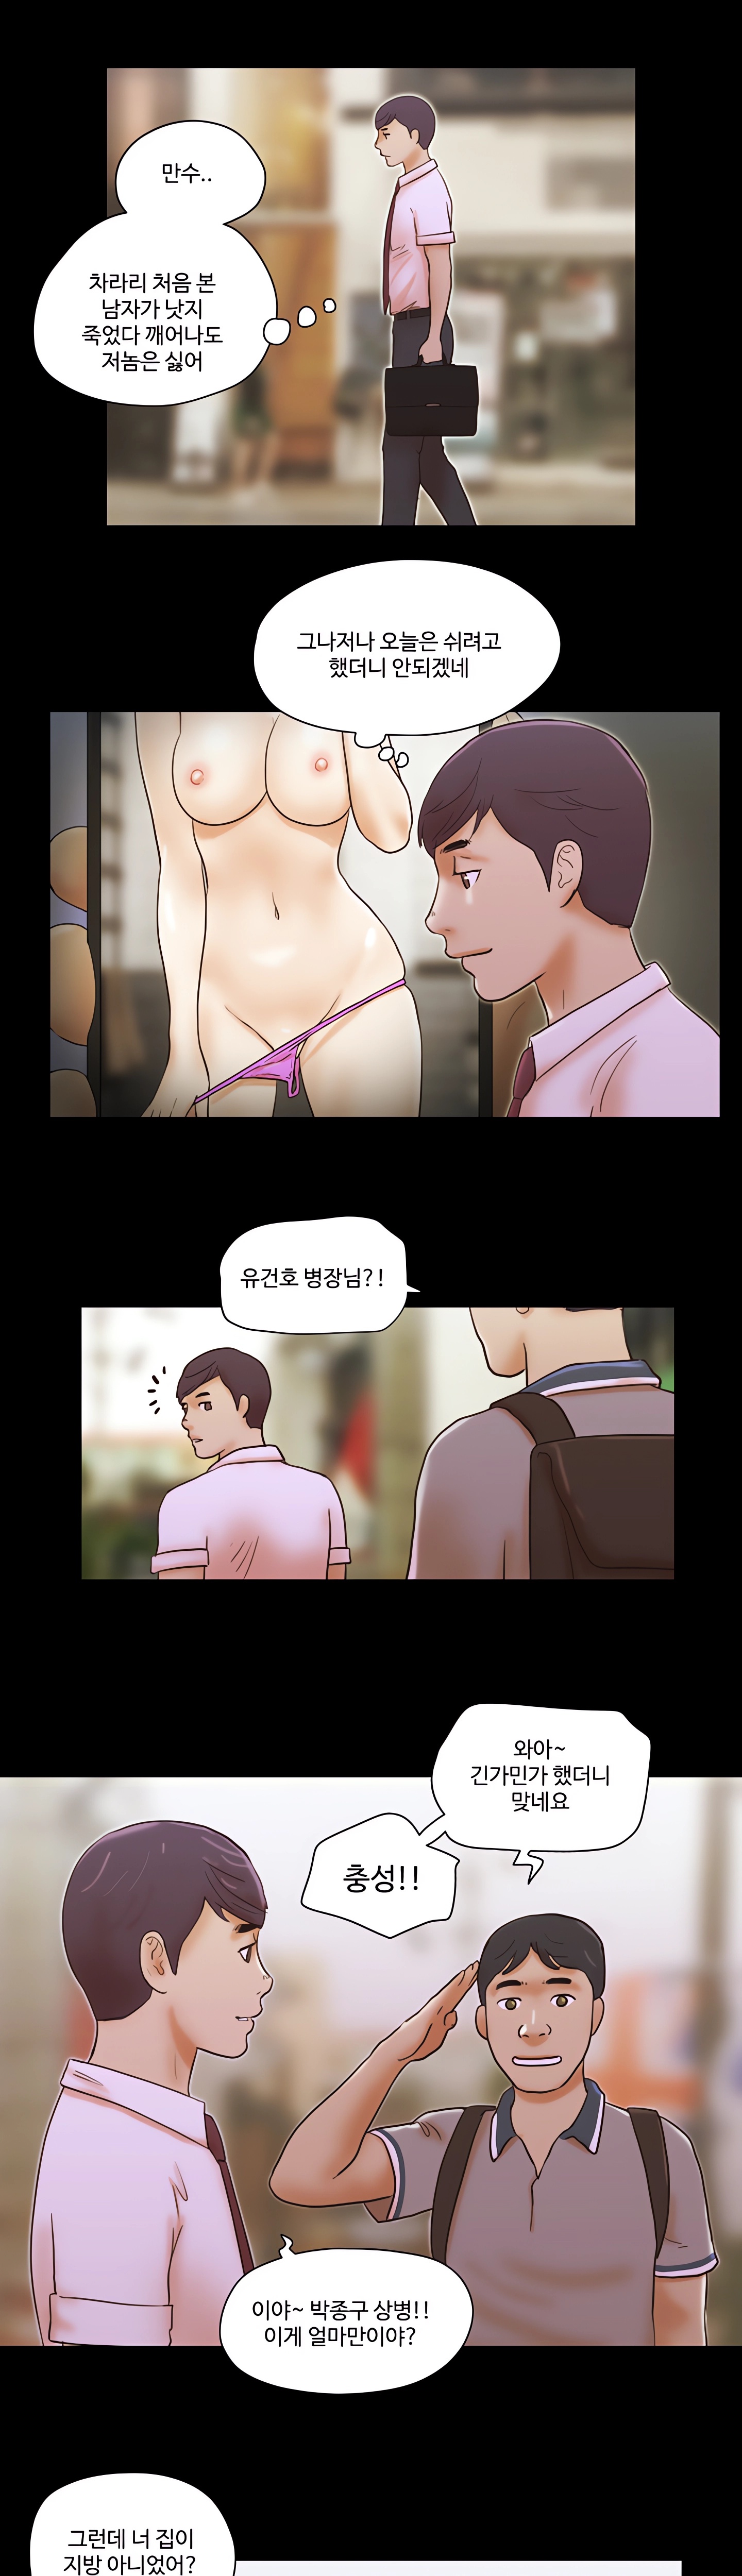 만수..
차라리 처음 본
남자가 낫지
죽었다 깨어나도
저놈은 싫어
그나저나 오늘은 쉬려고
했더니 안되겠네
유건호 병장님?!
와아~
긴가민가 했더니
맞네요
충성!!
이야~ 박종구 상병!!
이게 얼마만이야?
그런데 너 집이
지방 아니었어?